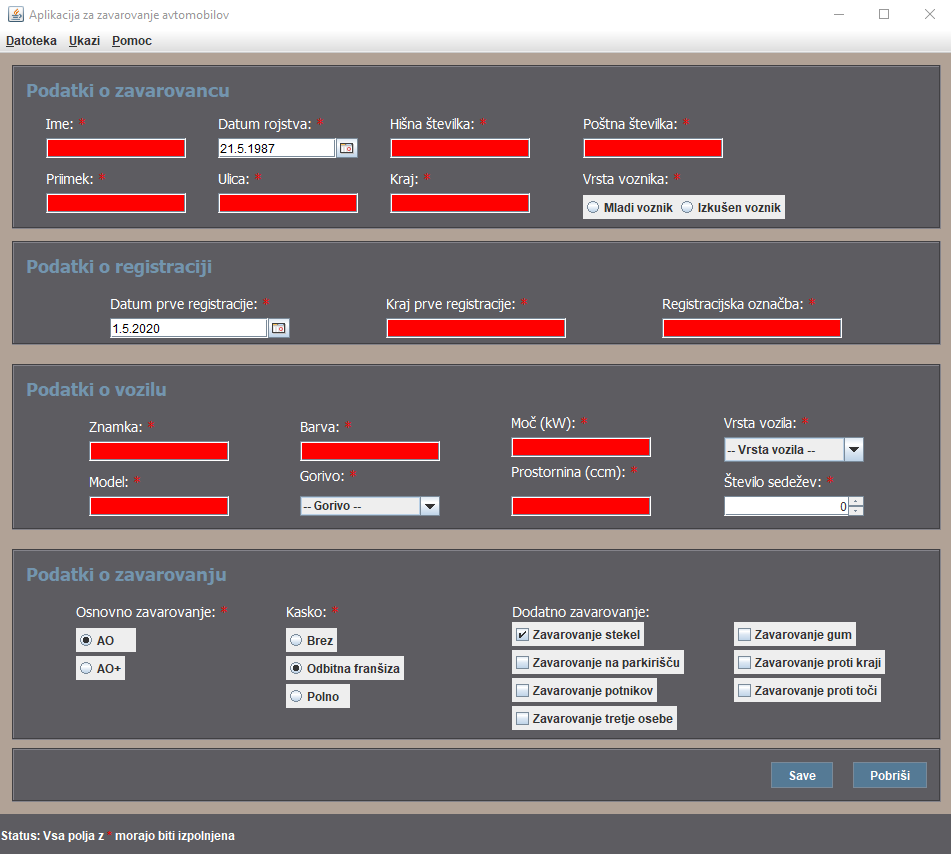 Aplikacija za zavarovanje avtomobilov
Datoteka Ukazi Pomoc
Podatki o zavarovancu
Ime: * Datum rojstva: * Hišna številka: * Poštna številka: *
21.5.1987
Priimek: * Ulica: * Kraj: * Vrsta voznika: *
Mladi voznik Izkušen voznik
Podatki o registraciji
Datum prve registracije: * Kraj prve registracije: * Registracijska označba: *
1.5.2020
Podatki o vozilu
Znamka: * Barva: * Moč (kW): * Vrsta vozila: *
-- Vrsta vozila --
Model: * Gorivo: * Prostornina (ccm): * Število sedežev: *
-- Gorivo -- 0
Podatki o zavarovanju
Osnovno zavarovanje: * Kasko: * Dodatno zavarovanje:
AO Brez Zavarovanje stekel Zavarovanje gum
AO+ Odbitna franšiza Zavarovanje na parkirišču Zavarovanje proti kraji
Polno Zavarovanje potnikov Zavarovanje proti toči
Zavarovanje tretje osebe
Save Pobriši
Status: Vsa polja z * morajo biti izpolnjena